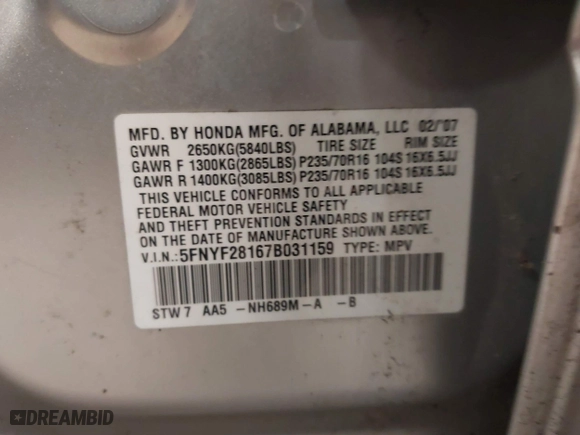 MFD. BY HONDA MFG. OF ALABAMA, LLC 02/'07
GVWR 2650KG(5840LBS) TIRE SIZE RIM SIZE
GAWR F 1300KG(2865LBS) P235/70R16 104S 16X6.5JJ
GAWR R 1400KG(3085LBS) P235/70R16 104S 16X6.5JJ
THIS VEHICLE CONFORMS TO ALL APPLICABLE
FEDERAL MOTOR VEHICLE SAFETY
AND THEFT PREVENTION STANDARDS IN EFFECT
ON THE DATE OF MANUFACTURE SHOWN ABOVE.
V.I.N.:5FNYF28167B031159 TYPE: MPV
STW7 AA5 -NH689M-A -B
DREAMBID